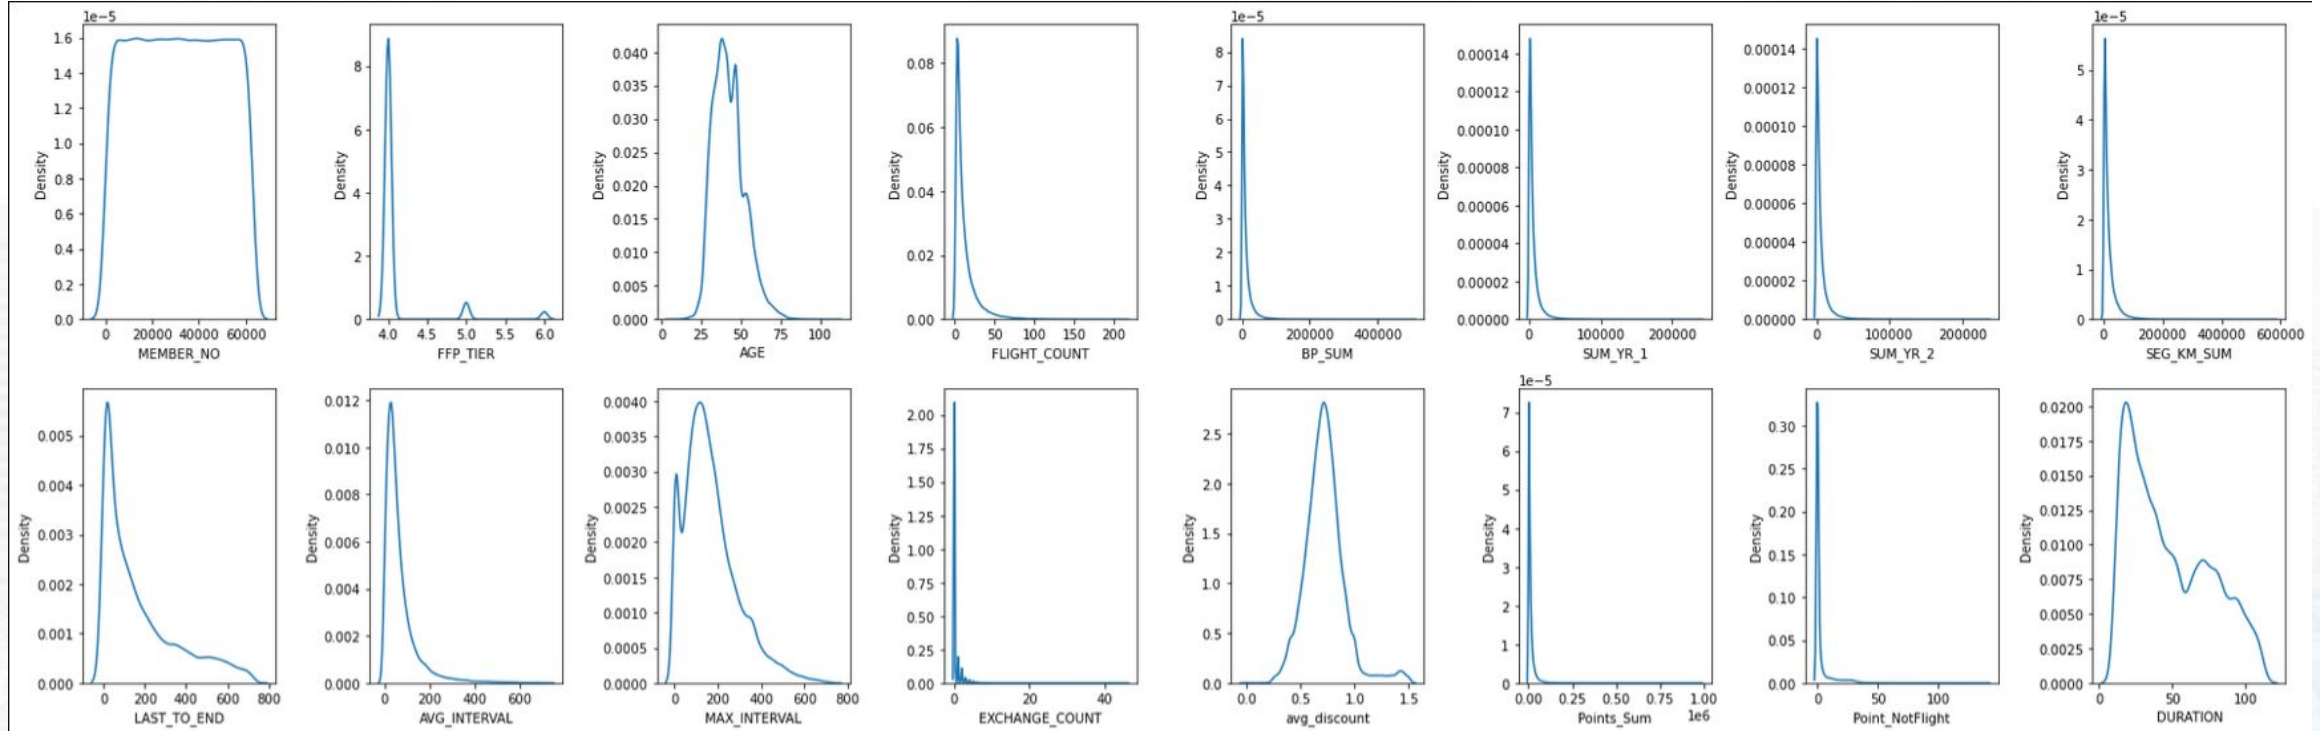 1e−5
1.6
1.4
1.2
1.0
0.8
0.6
0.4
0.2
0.0
Density
0 20000 40000 60000
MEMBER_NO
8
6
4
2
0
Density
4.0 4.5 5.0 5.5 6.0
FFP_TIER
0.040
0.035
0.030
0.025
0.020
0.015
0.010
0.005
0.000
Density
0 25 50 75 100
AGE
0.08
0.06
0.04
0.02
0.00
Density
0 50 100 150 200
FLIGHT_COUNT
1e−5
8
7
6
5
4
3
2
1
0
Density
0 200000 400000
BP_SUM
0.00014
0.00012
0.00010
0.00008
0.00006
0.00004
0.00002
0.00000
Density
0 100000 200000
SUM_YR_1
0.00014
0.00012
0.00010
0.00008
0.00006
0.00004
0.00002
0.00000
Density
0 100000 200000
SUM_YR_2
1e−5
5
4
3
2
1
0
Density
0 200000 400000 600000
SEG_KM_SUM
0.005
0.004
0.003
0.002
0.001
0.000
Density
0 200 400 600 800
LAST_TO_END
0.012
0.010
0.008
0.006
0.004
0.002
0.000
Density
0 200 400 600
AVG_INTERVAL
0.0040
0.0035
0.0030
0.0025
0.0020
0.0015
0.0010
0.0005
0.0000
Density
0 200 400 600 800
MAX_INTERVAL
2.00
1.75
1.50
1.25
1.00
0.75
0.50
0.25
0.00
Density
0 20 40
EXCHANGE_COUNT
2.5
2.0
1.5
1.0
0.5
0.0
Density
0.0 0.5 1.0 1.5
avg_discount
1e−5
7
6
5
4
3
2
1
0
Density
0.00 0.25 0.50 0.75 1.00
Points_Sum 1e6
0.30
0.25
0.20
0.15
0.10
0.05
0.00
Density
0 50 100
Point_NotFlight
0.0200
0.0175
0.0150
0.0125
0.0100
0.0075
0.0050
0.0025
0.0000
Density
0 50 100
DURATION